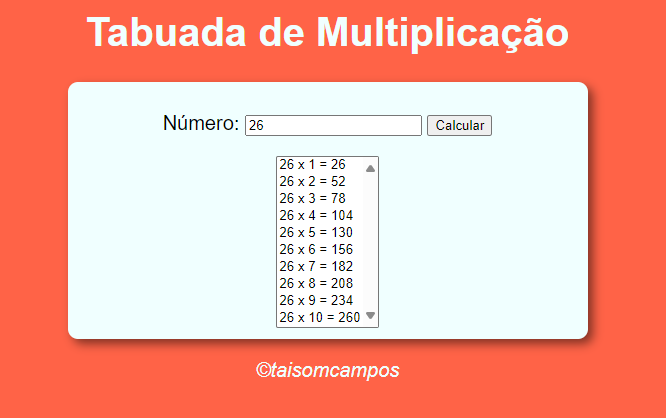 Tabuada de Multiplicação
Número: 26 Calcular
26 x 1 = 26
26 x 2 = 52
26 x 3 = 78
26 x 4 = 104
26 x 5 = 130
26 x 6 = 156
26 x 7 = 182
26 x 8 = 208
26 x 9 = 234
26 x 10 = 260
©taisomcampos